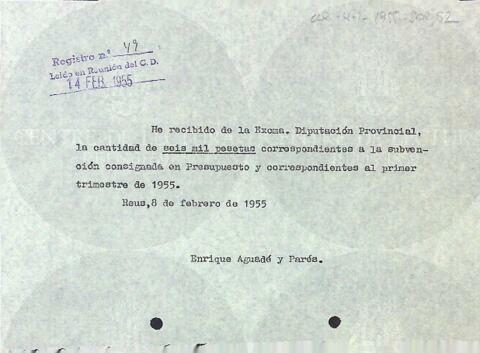 Registro n.º 49
Leído en Reunión del C. D.
14 FEB. 1955
He recibido de la Excma. Diputación Provincial,
la cantidad de seis mil pesetas correspondientes a la subven-
ción consignada en Presupuesto y correspondientes al primer
trimestre de 1955.
Reus, 8 de febrero de 1955
Enrique Aguadé y Parés.